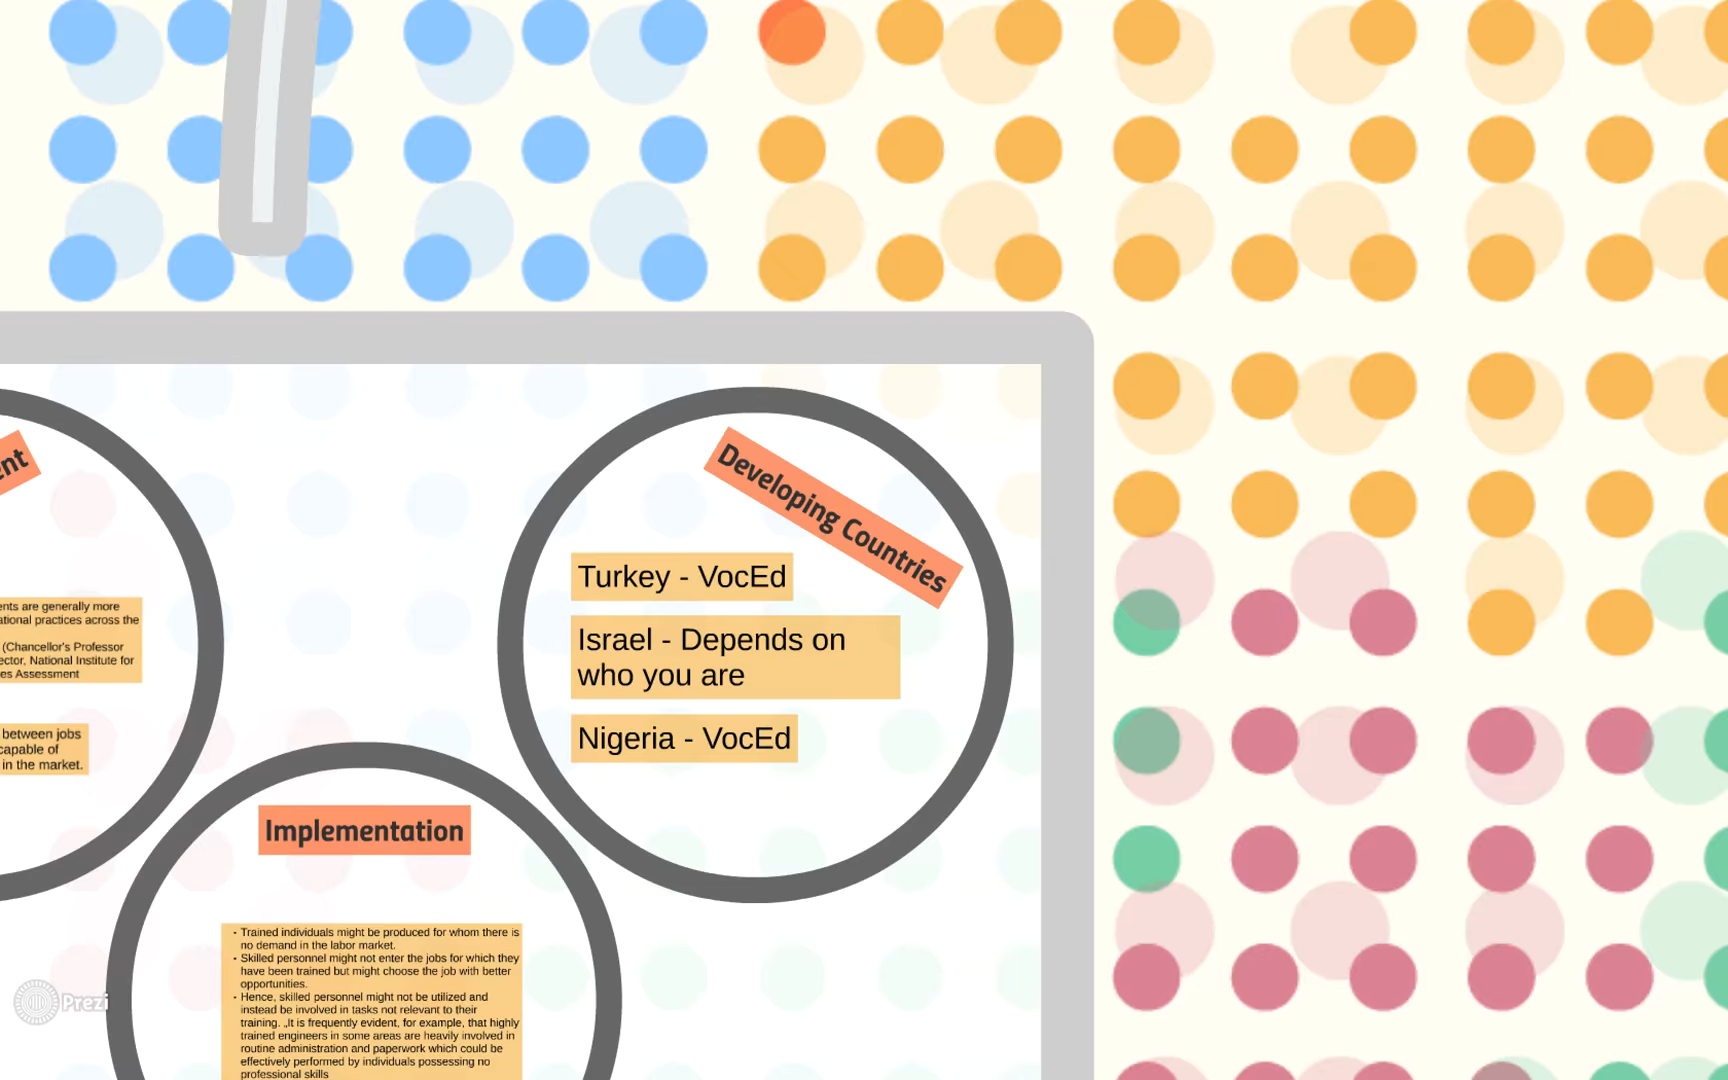 ent
ents are generally more
ational practices across the
(Chancellor's Professor
ector, National Institute for
es Assessment
between jobs
capable of
in the market.
Developing Countries
Turkey - VocEd
Israel - Depends on
who you are
Nigeria - VocEd
Implementation
• Trained individuals might be produced for whom there is
no demand in the labor market.
• Skilled personnel might not enter the jobs for which they
have been trained but might choose the job with better
opportunities.
• Hence, skilled personnel might not be utilized and
instead be involved in tasks not relevant to their
training. „It is frequently evident, for example, that highly
trained engineers in some areas are heavily involved in
routine administration and paperwork which could be
effectively performed by individuals possessing no
professional skills
Prezi